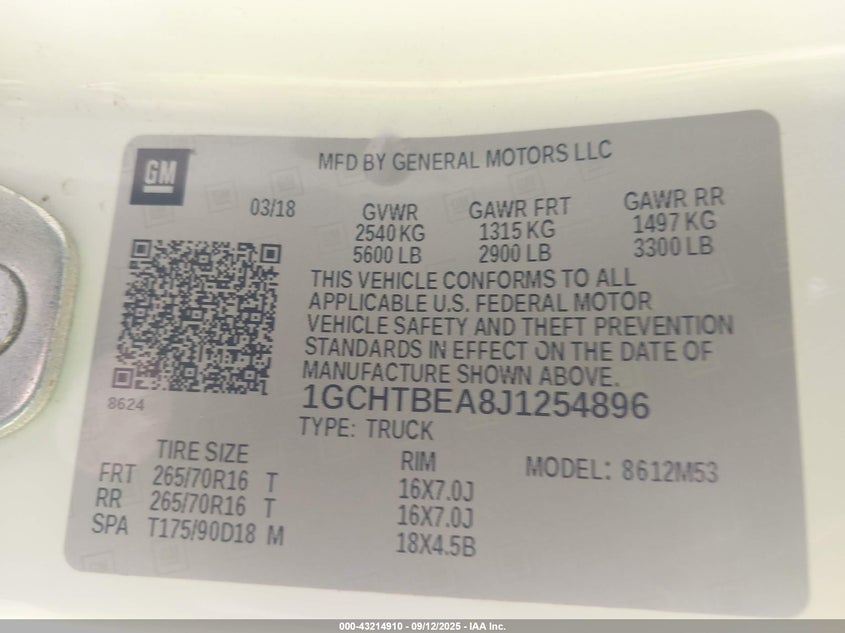 GM
MFD BY GENERAL MOTORS LLC
03/18
GVWR GAWR FRT GAWR RR
2540 KG 1315 KG 1497 KG
5600 LB 2900 LB 3300 LB
THIS VEHICLE CONFORMS TO ALL
APPLICABLE U.S. FEDERAL MOTOR
VEHICLE SAFETY AND THEFT PREVENTION
STANDARDS IN EFFECT ON THE DATE OF
MANUFACTURE SHOWN ABOVE.
8624
1GCHTBEA8J1254896
TYPE: TRUCK
TIRE SIZE RIM MODEL: 8612M53
FRT 265/70R16 T 16X7.0J
RR 265/70R16 T 16X7.0J
SPA T175/90D18 M 18X4.5B
000-43214910 - 09/12/2025 - IAA Inc.